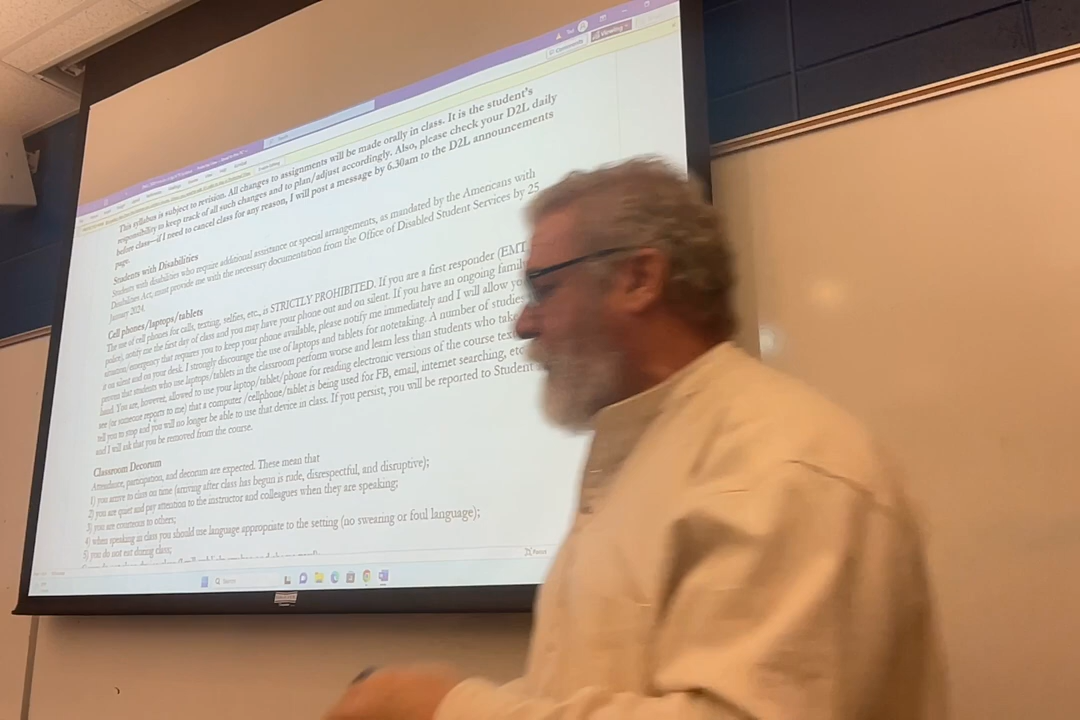 Comments
Viewing
This syllabus is subject to revision. All changes to assignments will be made orally in class. It is the student's
responsibility to keep track of all such changes and to plan/adjust accordingly. Also, please check your D2L daily
before class—if I need to cancel class for any reason, I will post a message by 6.30am to the D2L announcements
page.
Students with Disabilities
Students with disabilities who require additional assistance or special arrangements, as mandated by the Americans with
Disabilities Act, must provide me with the necessary documentation from the Office of Disabled Student Services by 25
January 2024.
Cell phones/laptops/tablets
The use of cell phones for calls, texting, selfies, etc., is STRICTLY PROHIBITED. If you are a first responder (EMT,
police), notify me the first day of class and you may have your phone out and on silent. If you have an ongoing family
situation/emergency that requires you to keep your phone available, please notify me immediately and I will allow
it on silent and on your desk. I strongly discourage the use of laptops and tablets for notetaking. A number of studies
that students who use laptops/tablets in the classroom perform worse and learn less than students who take
hand. You are, however, allowed to use your laptop/tablet/phone for reading electronic versions of the course
see (or someone reports to me) that a computer/cellphone/tablet is being used for FB, email, internet searching, etc
tell you to stop and you will no longer be able to use that device in class. If you persist, you will be reported to Student
and I will ask that you be removed from the course.
Classroom Decorum
Attendance, participation, and decorum are expected. These mean that
1) you arrive to class on time (arriving after class has begun is rude, disrespectful, and disruptive);
2) you are quiet and pay attention to the instructor and colleagues when they are speaking;
3) you are courteous to others;
4) when speaking in class you should use language appropriate to the setting (no swearing or foul language);
5) you do not eat during class;
Focus
Search